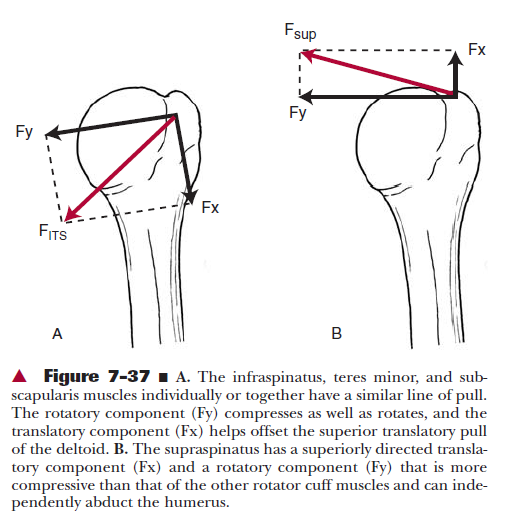 Fsup
Fx
Fy
Fy
Fx
FITS
A
B
▲ Figure 7-37 ■ A. The infraspinatus, teres minor, and sub-
scapularis muscles individually or together have a similar line of pull.
The rotatory component (Fy) compresses as well as rotates, and the
translatory component (Fx) helps offset the superior translatory pull
of the deltoid. B. The supraspinatus has a superiorly directed transla-
tory component (Fx) and a rotatory component (Fy) that is more
compressive than that of the other rotator cuff muscles and can inde-
pendently abduct the humerus.